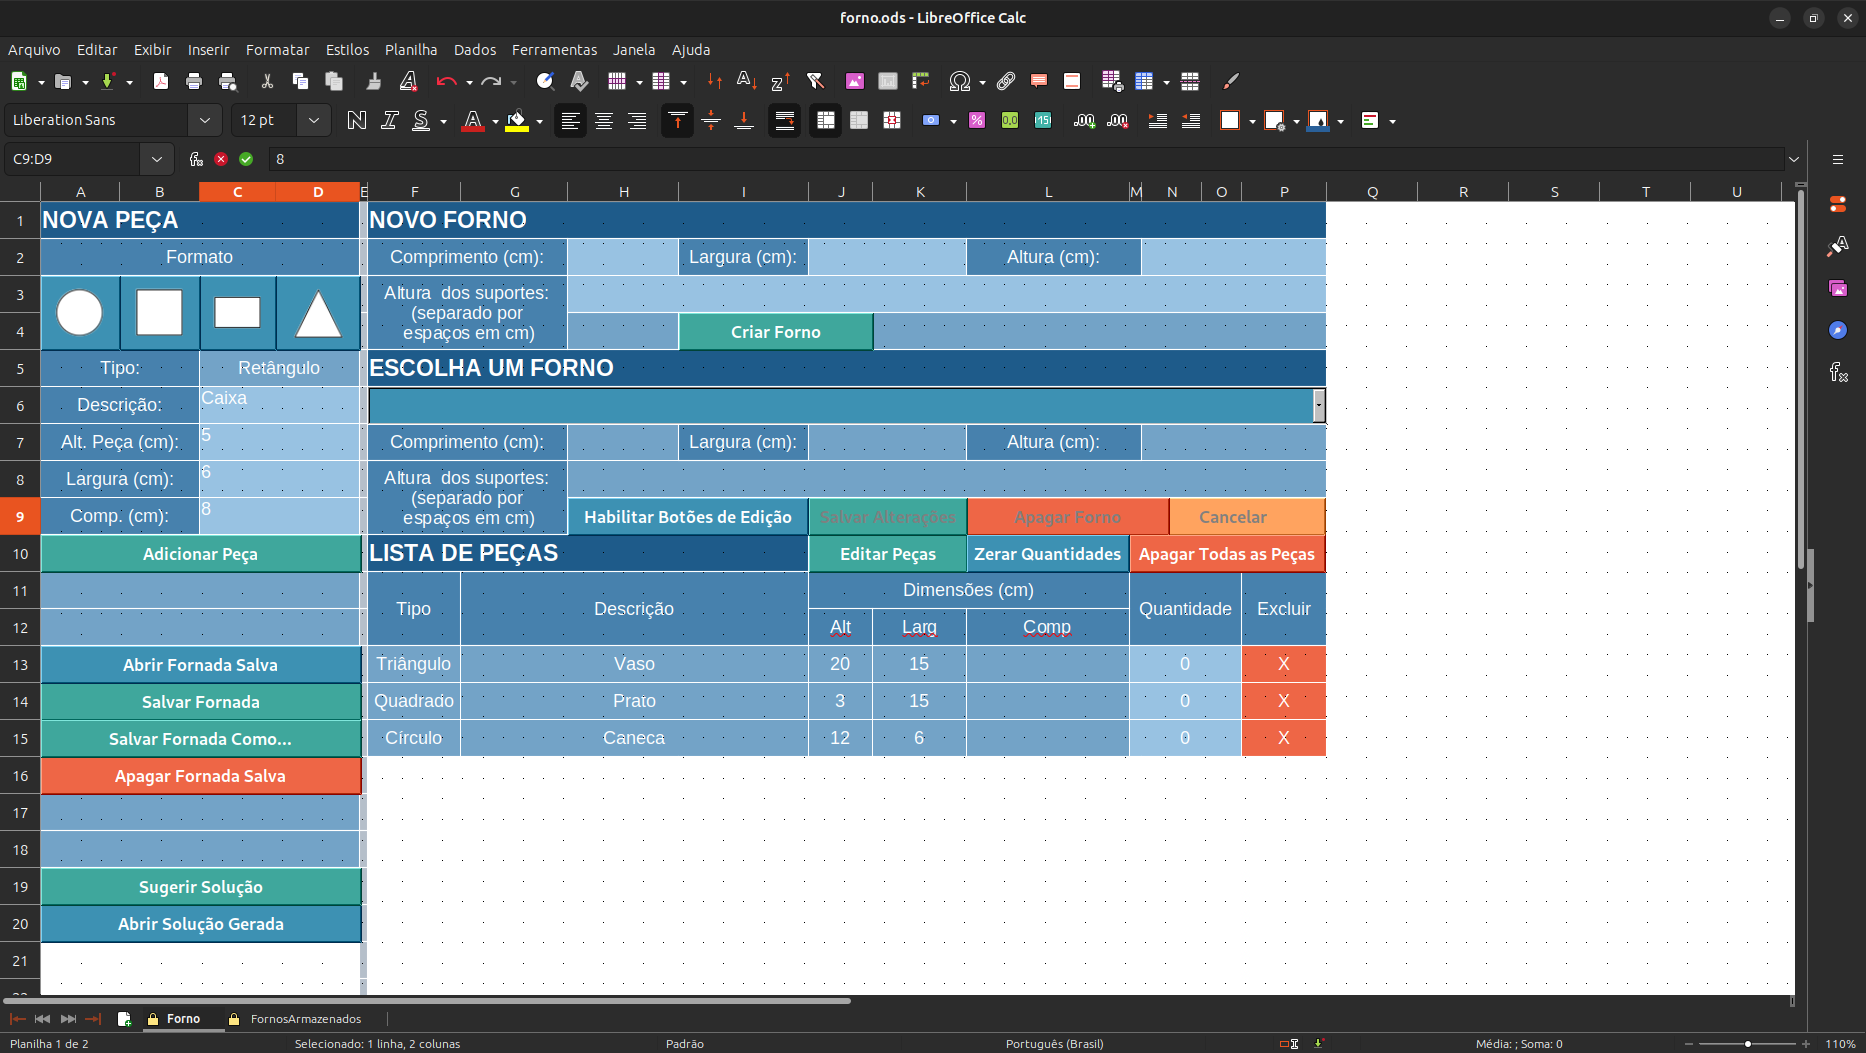 forno.ods - LibreOffice Calc
Arquivo Editar Exibir Inserir Formatar Estilos Planilha Dados Ferramentas Janela Ajuda
Liberation Sans 12 pt
C9:D9 8
A B C D E F G H I J K L M N O P Q R S T U
1 NOVA PEÇA NOVO FORNO
2 Formato Comprimento (cm): Largura (cm): Altura (cm):
3 Altura dos suportes:
(separado por
4 espaços em cm) Criar Forno
5 Tipo: Retângulo ESCOLHA UM FORNO
6 Descrição: Caixa
7 Alt. Peça (cm): 5 Comprimento (cm): Largura (cm): Altura (cm):
8 Largura (cm): 6 Altura dos suportes:
(separado por
9 Comp. (cm): 8 espaços em cm) Habilitar Botões de Edição Salvar Alterações Apagar Forno Cancelar
10 Adicionar Peça LISTA DE PEÇAS Editar Peças Zerar Quantidades Apagar Todas as Peças
11 Dimensões (cm)
Tipo Descrição Quantidade Excluir
12 Alt Larg Comp
13 Abrir Fornada Salva Triângulo Vaso 20 15 0 X
14 Salvar Fornada Quadrado Prato 3 15 0 X
15 Salvar Fornada Como... Círculo Caneca 12 6 0 X
16 Apagar Fornada Salva
17
18
19 Sugerir Solução
20 Abrir Solução Gerada
21
Forno FornosArmazenados
Planilha 1 de 2 Selecionado: 1 linha, 2 colunas Padrão Português (Brasil) Média: ; Soma: 0 110%